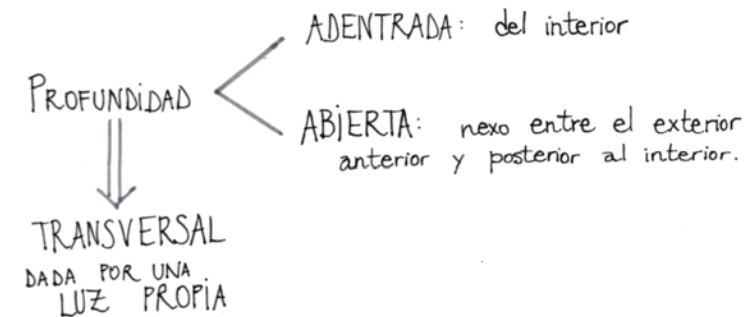 ADENTRADA: del interior
PROFUNDIDAD
ABIERTA: nexo entre el exterior
anterior y posterior al interior.
TRANSVERSAL
DADA POR UNA
LUZ PROPIA